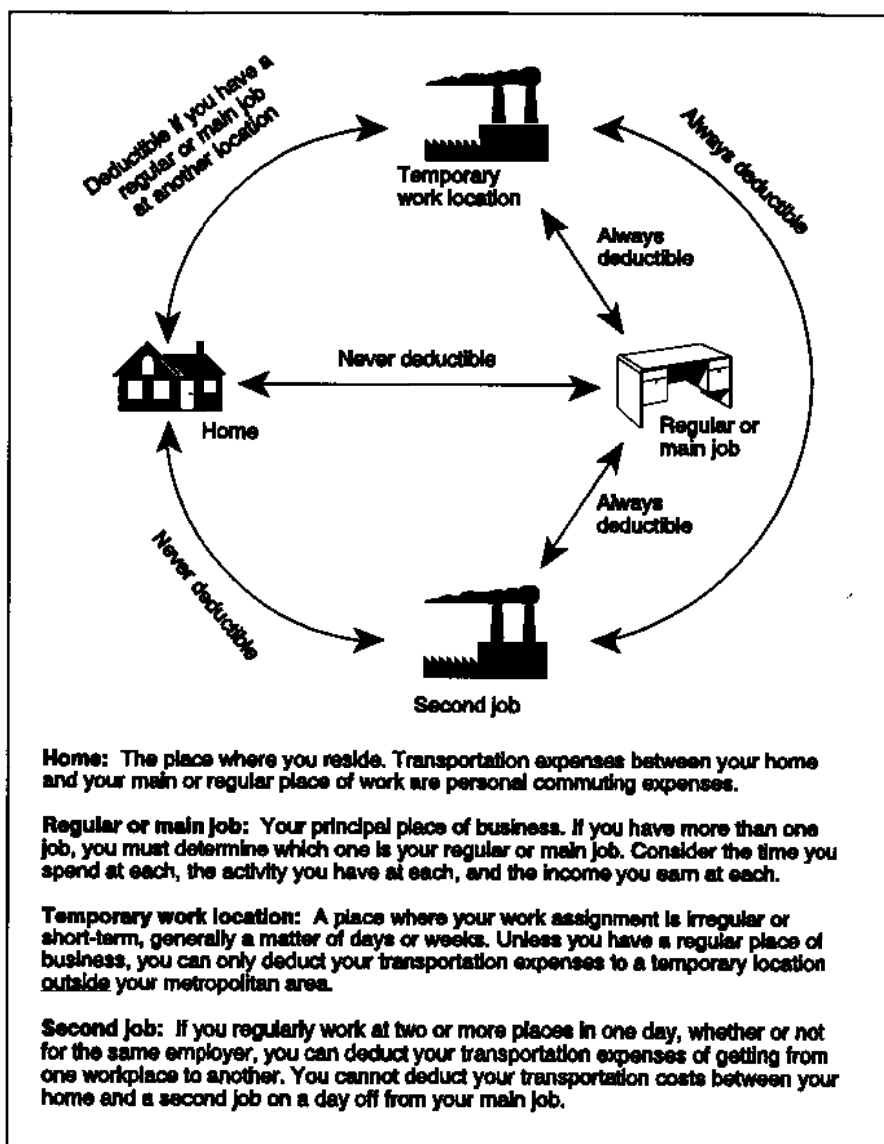 Deductible if you have a
regular or main job
at another location
Always deductible
Temporary
work location
Always
deductible
Never deductible
Home
Regular or
main job
Always
deductible
Never deductible
Second job
Home: The place where you reside. Transportation expenses between your home
and your main or regular place of work are personal commuting expenses.
Regular or main job: Your principal place of business. If you have more than one
job, you must determine which one is your regular or main job. Consider the time you
spend at each, the activity you have at each, and the income you earn at each.
Temporary work location: A place where your work assignment is irregular or
short-term, generally a matter of days or weeks. Unless you have a regular place of
business, you can only deduct your transportation expenses to a temporary location
outside your metropolitan area.
Second job: If you regularly work at two or more places in one day, whether or not
for the same employer, you can deduct your transportation expenses of getting from
one workplace to another. You cannot deduct your transportation costs between your
home and a second job on a day off from your main job.